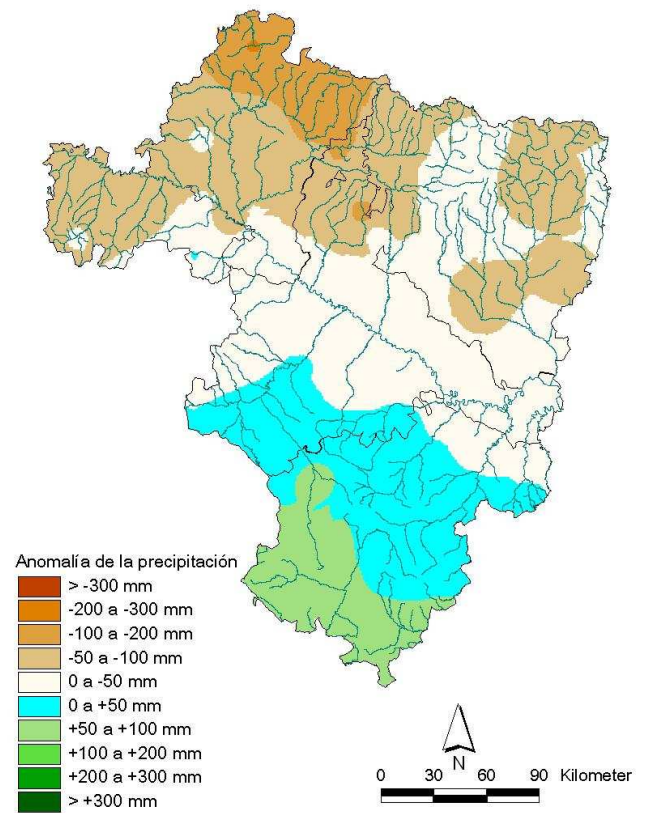 Anomalía de la precipitación
> -300 mm
-200 a -300 mm
-100 a -200 mm
-50 a -100 mm
0 a -50 mm
0 a +50 mm
+50 a +100 mm
+100 a +200 mm
+200 a +300 mm
> +300 mm
N
0 30 60 90 Kilometer